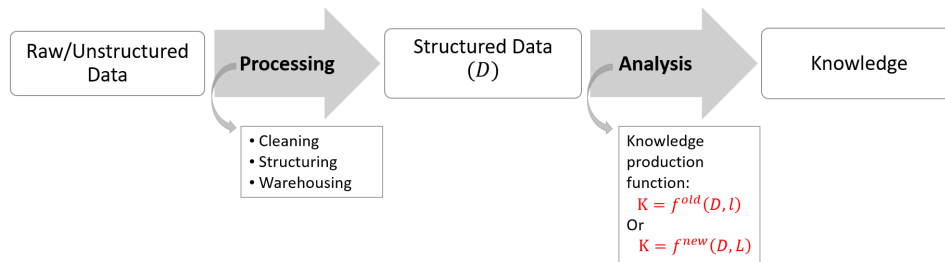 Raw/Unstructured
Data
Processing
Structured Data
(D)
Analysis
Knowledge
• Cleaning
• Structuring
• Warehousing
Knowledge
production
function:
K = f^{old}(D, l)
Or
K = f^{new}(D, L)